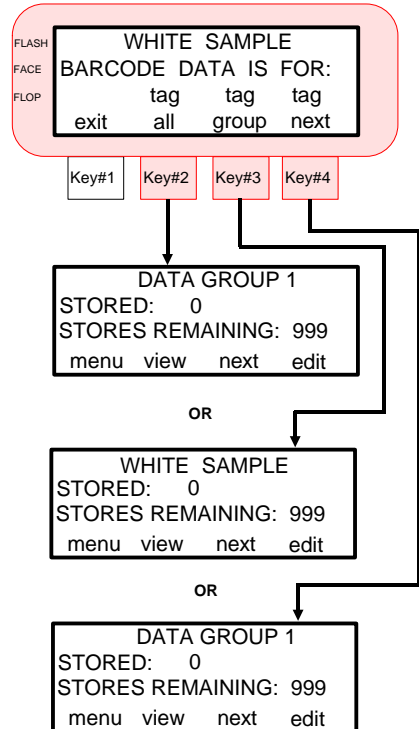 FLASH
FACE
FLOP
WHITE SAMPLE
BARCODE DATA IS FOR:
tag tag tag
exit all group next
Key#1 Key#2 Key#3 Key#4
DATA GROUP 1
STORED: 0
STORES REMAINING: 999
menu view next edit
OR
WHITE SAMPLE
STORED: 0
STORES REMAINING: 999
menu view next edit
OR
DATA GROUP 1
STORED: 0
STORES REMAINING: 999
menu view next edit